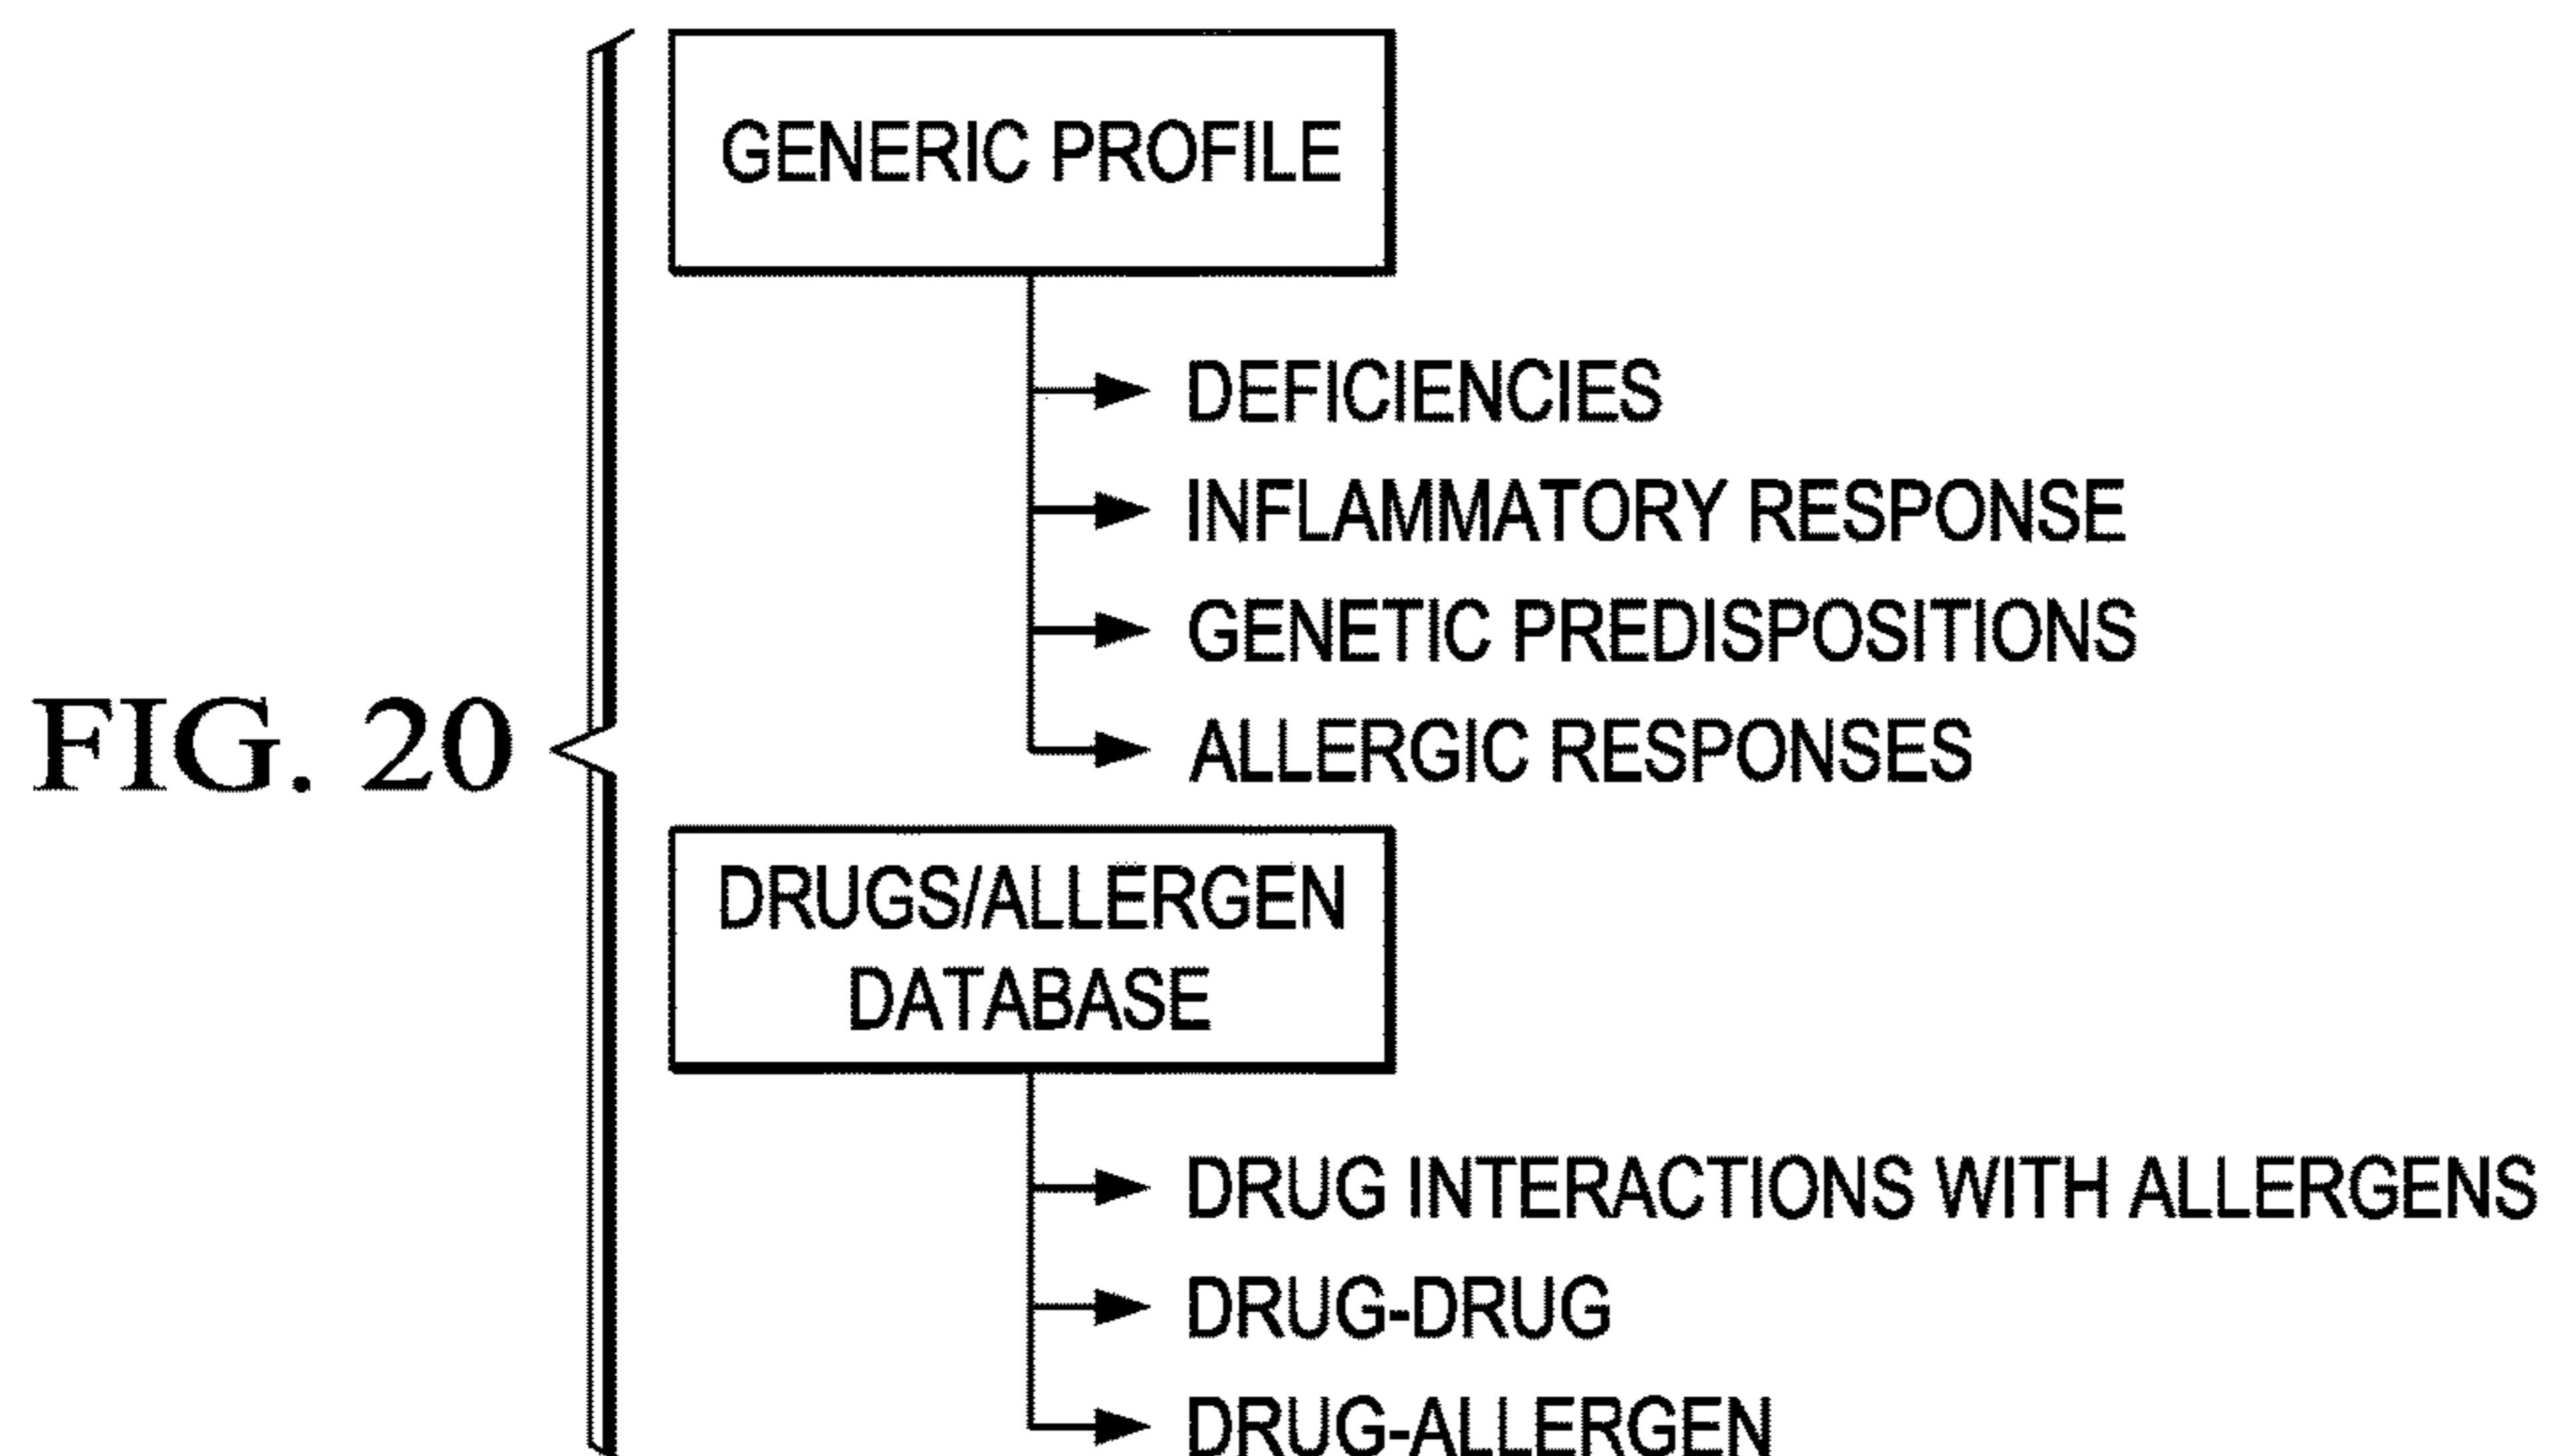 GENERIC PROFILE
DEFICIENCIES
INFLAMMATORY RESPONSE
GENETIC PREDISPOSITIONS
ALLERGIC RESPONSES
FIG. 20
DRUGS/ALLERGEN
DATABASE
DRUG INTERACTIONS WITH ALLERGENS
DRUG-DRUG
DRUG-ALLERGEN